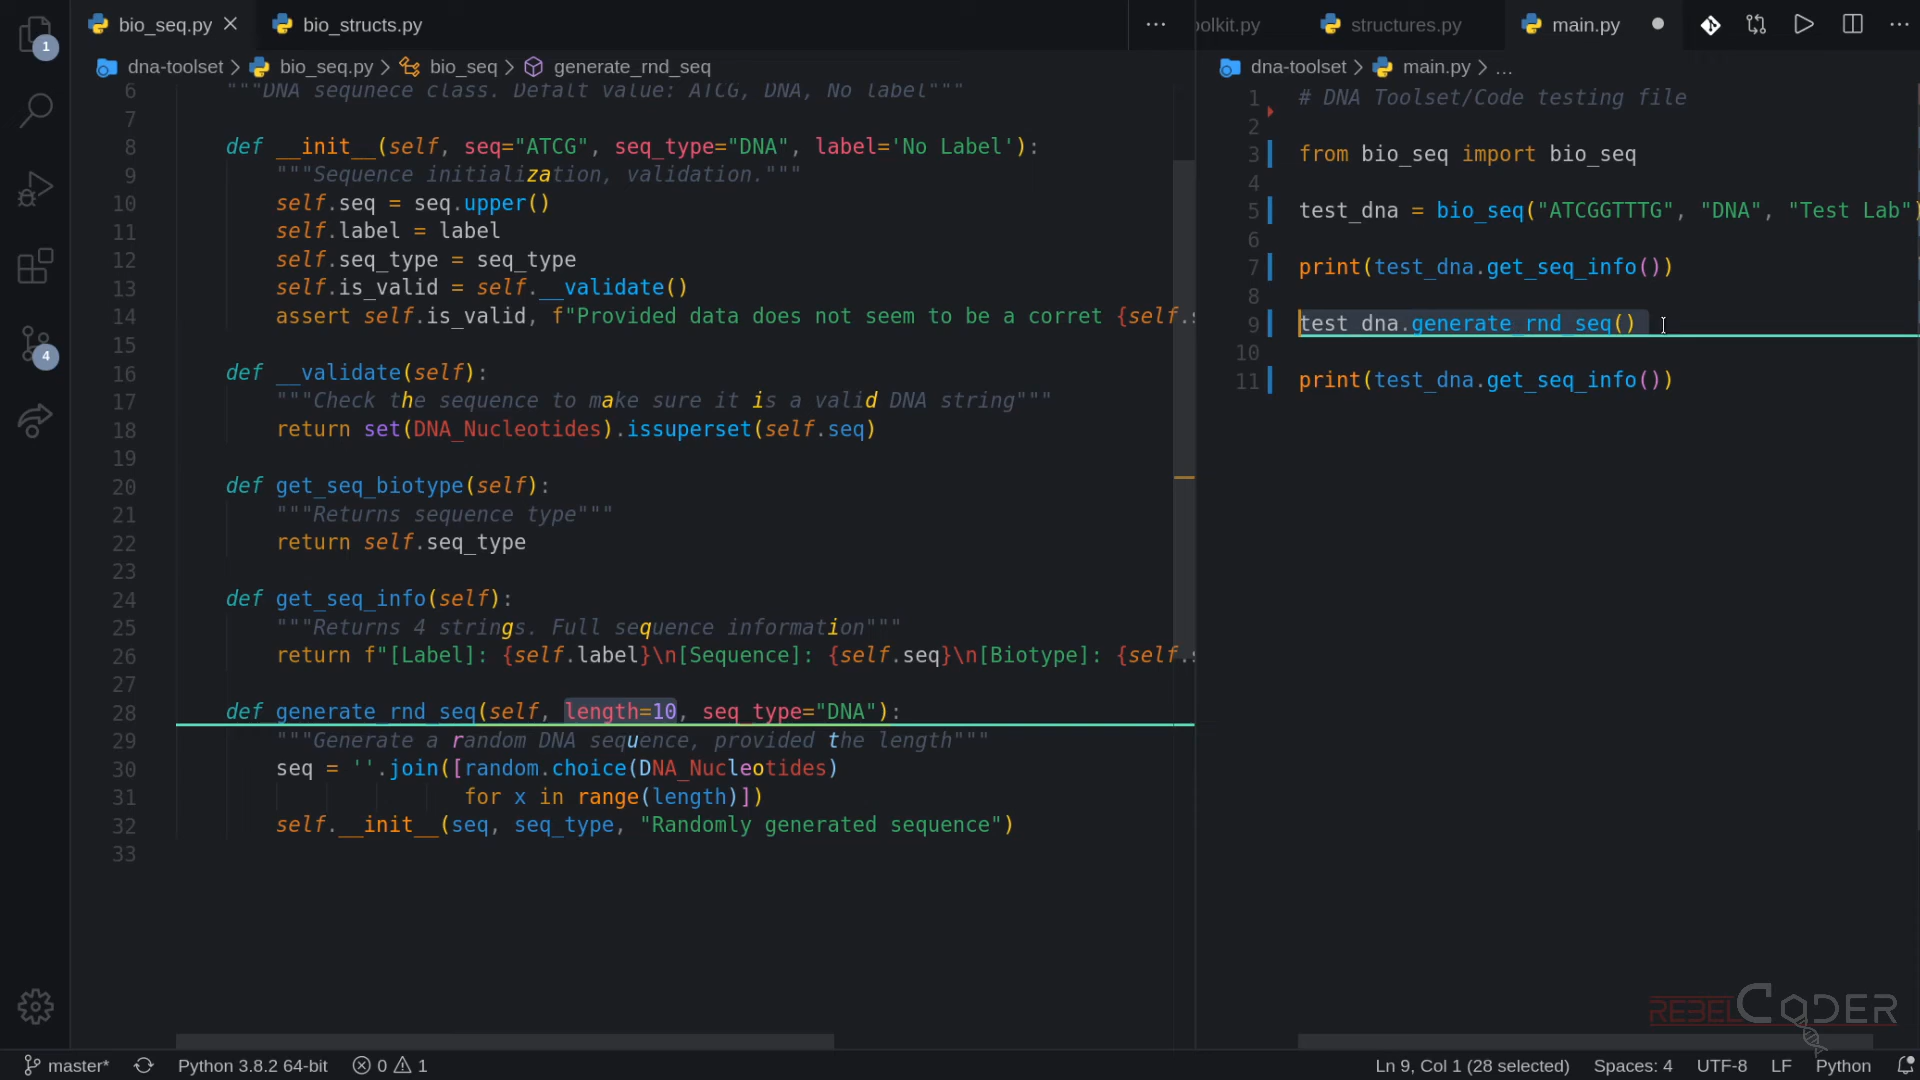 1
4
bio_seq.py
bio_structs.py
olkit.py
structures.py
main.py
dna-toolset > bio_seq.py > bio_seq > generate_rnd_seq
dna-toolset > main.py > ...
6 """DNA sequnece class. Defalt value: ATCG, DNA, No label"""
7
8 def __init__(self, seq="ATCG", seq_type="DNA", label='No Label'):
9 """Sequence initialization, validation."""
10 self.seq = seq.upper()
11 self.label = label
12 self.seq_type = seq_type
13 self.is_valid = self.__validate()
14 assert self.is_valid, f"Provided data does not seem to be a corret {self.s
15
16 def __validate(self):
17 """Check the sequence to make sure it is a valid DNA string"""
18 return set(DNA_Nucleotides).issuperset(self.seq)
19
20 def get_seq_biotype(self):
21 """Returns sequence type"""
22 return self.seq_type
23
24 def get_seq_info(self):
25 """Returns 4 strings. Full sequence information"""
26 return f"[Label]: {self.label}\n[Sequence]: {self.seq}\n[Biotype]: {self.s
27
28 def generate_rnd_seq(self, length=10, seq_type="DNA"):
29 """Generate a random DNA sequence, provided the length"""
30 seq = ''.join([random.choice(DNA_Nucleotides)
31 for x in range(length)])
32 self.__init__(seq, seq_type, "Randomly generated sequence")
33
1 # DNA Toolset/Code testing file
2
3 from bio_seq import bio_seq
4
5 test_dna = bio_seq("ATCGGTTTG", "DNA", "Test Lab")
6
7 print(test_dna.get_seq_info())
8
9 test_dna.generate_rnd_seq()
10
11 print(test_dna.get_seq_info())
REBELCODER
master* Python 3.8.2 64-bit 0 1
Ln 9, Col 1 (28 selected) Spaces: 4 UTF-8 LF Python